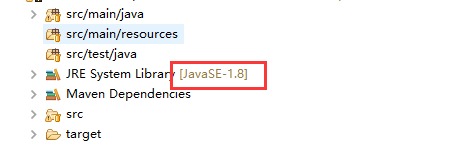 src/main/java
src/main/resources
src/test/java
JRE System Library [JavaSE-1.8]
Maven Dependencies
src
target